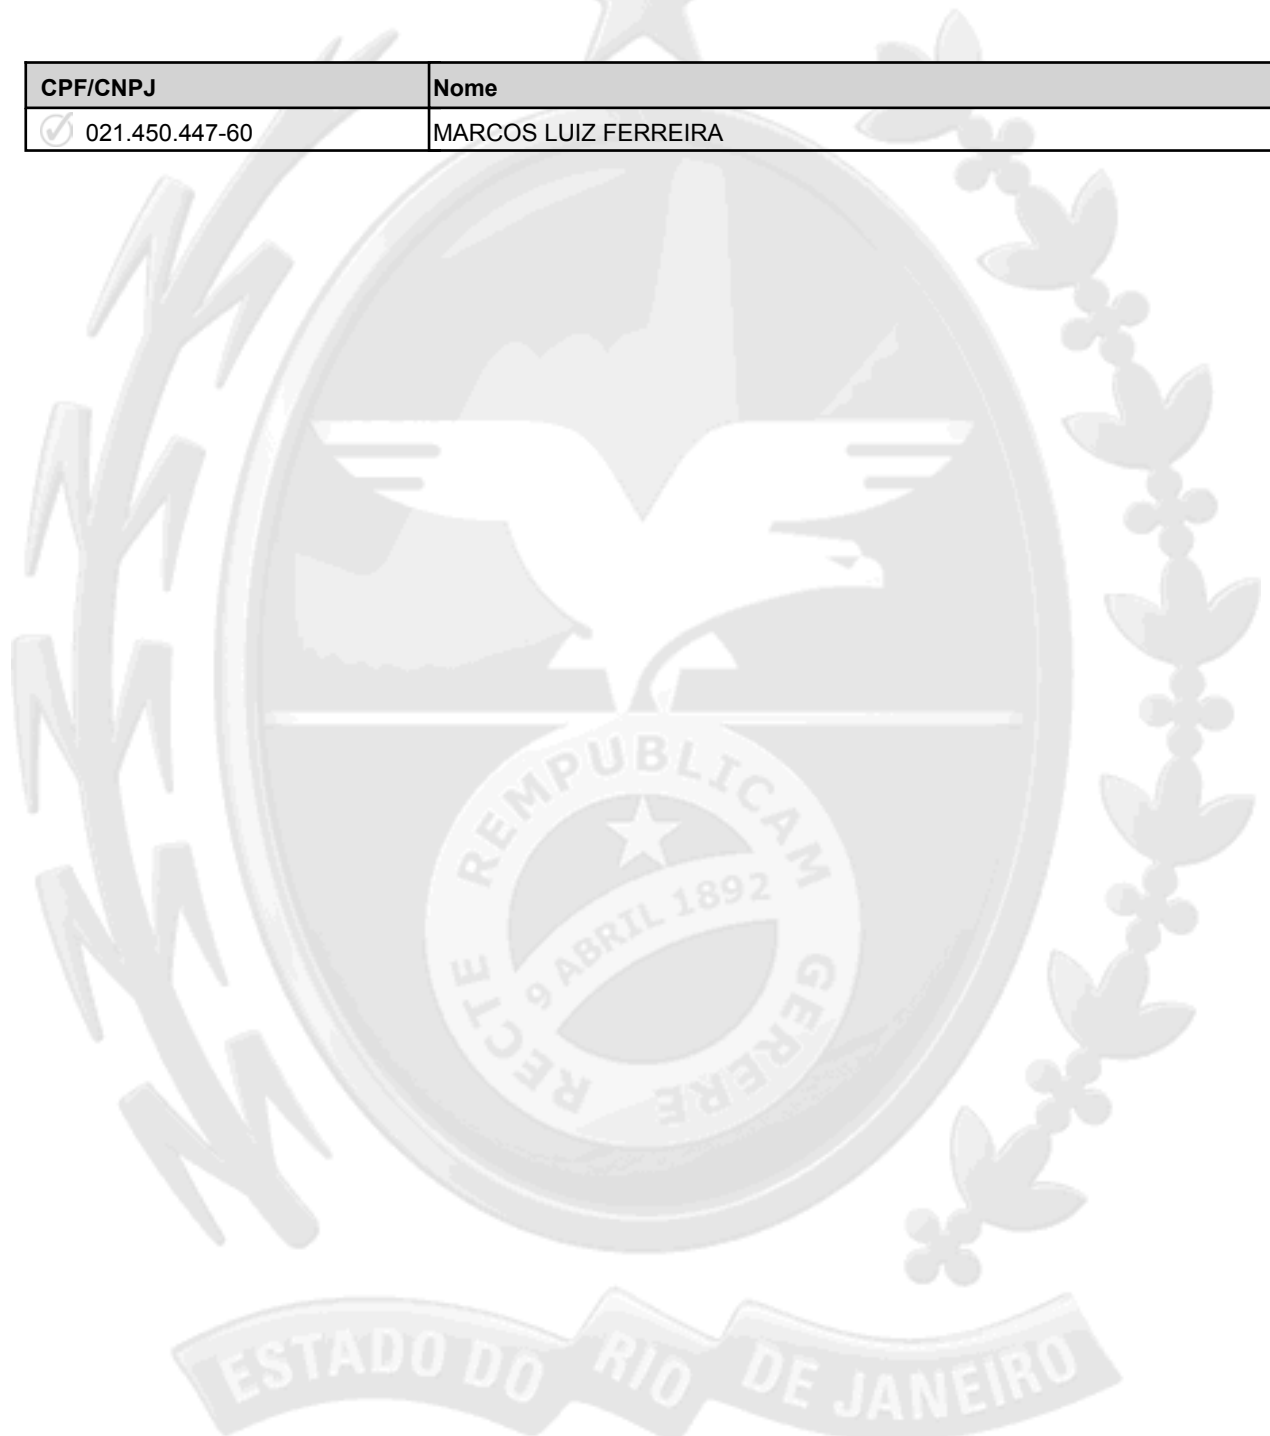 CPF/CNPJ Nome
021.450.447-60 MARCOS LUIZ FERREIRA
REMPUBLICAM
9 ABRIL 1892
RECTE GERERE
ESTADO DO RIO DE JANEIRO